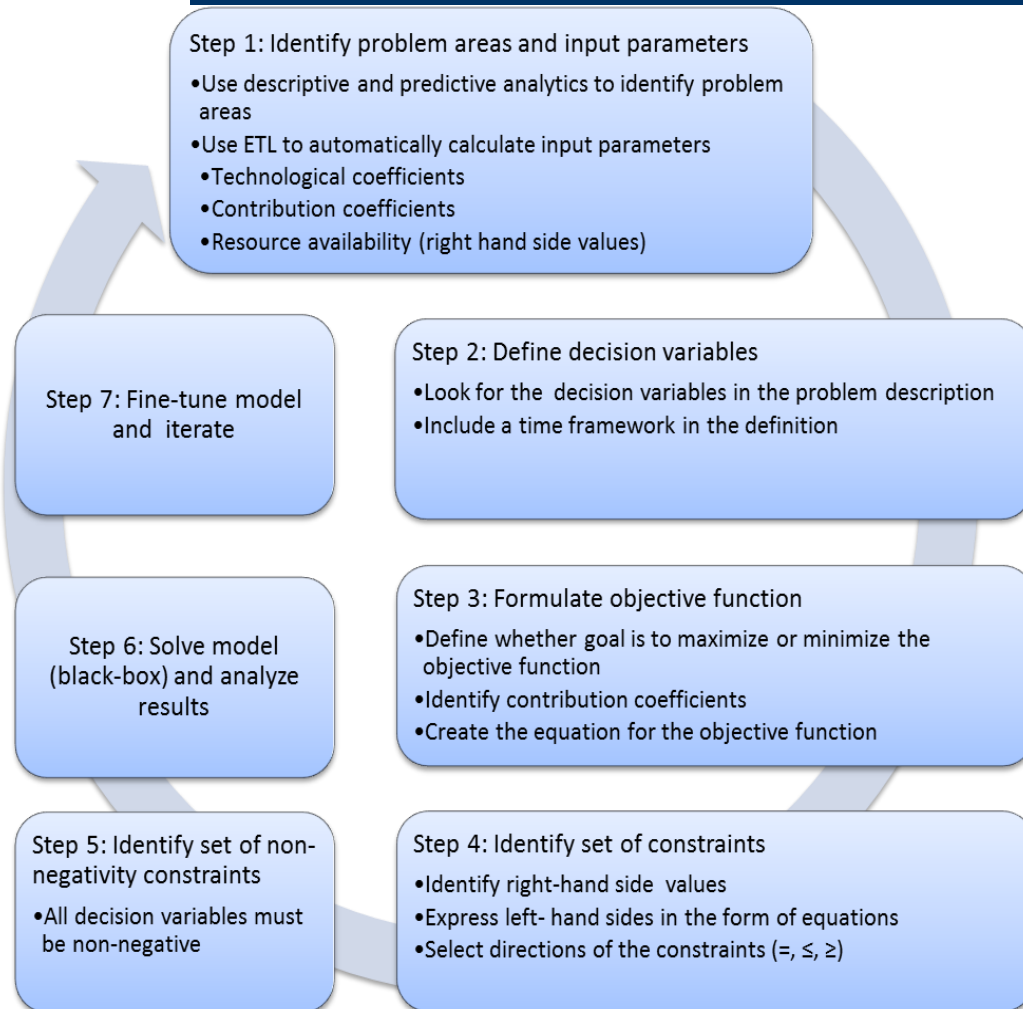 Step 1: Identify problem areas and input parameters
•Use descriptive and predictive analytics to identify problem
areas
•Use ETL to automatically calculate input parameters
•Technological coefficients
•Contribution coefficients
•Resource availability (right hand side values)
Step 2: Define decision variables
•Look for the decision variables in the problem description
•Include a time framework in the definition
Step 3: Formulate objective function
•Define whether goal is to maximize or minimize the
objective function
•Identify contribution coefficients
•Create the equation for the objective function
Step 4: Identify set of constraints
•Identify right-hand side values
•Express left- hand sides in the form of equations
•Select directions of the constraints (=, ≤, ≥)
Step 5: Identify set of non-
negativity constraints
•All decision variables must
be non-negative
Step 6: Solve model
(black-box) and analyze
results
Step 7: Fine-tune model
and iterate